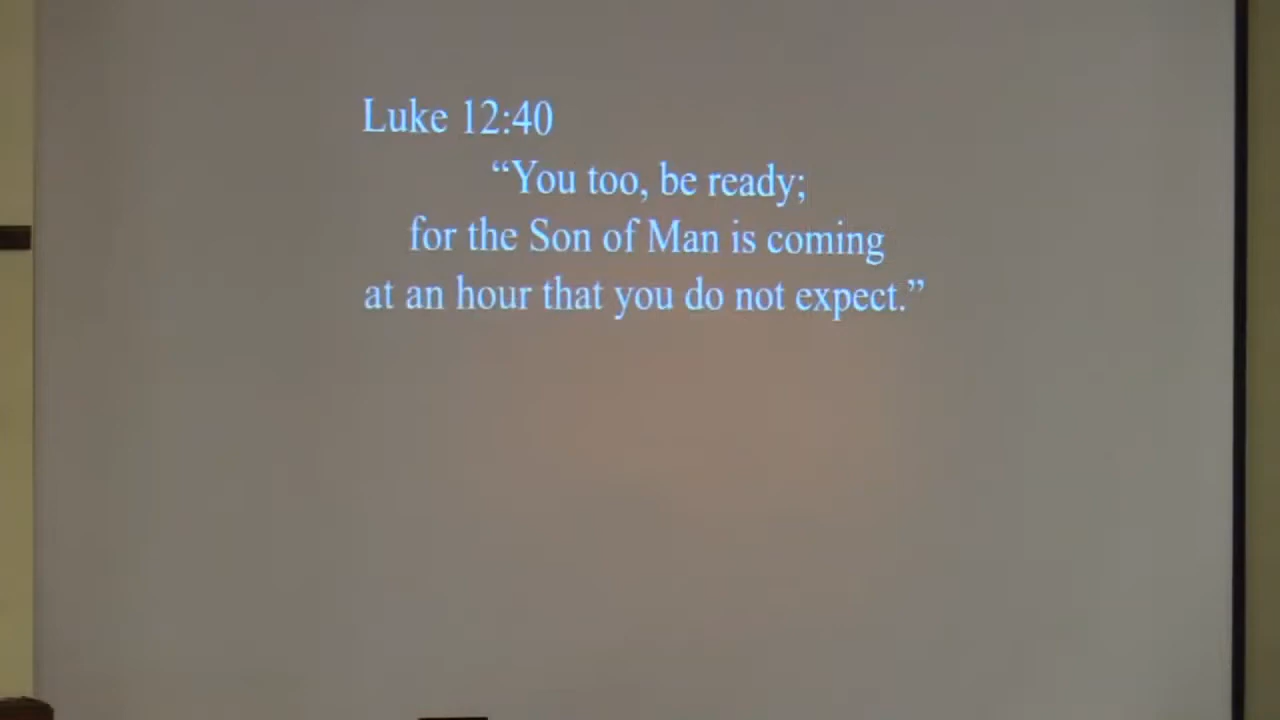 Luke 12:40
“You too, be ready;
for the Son of Man is coming
at an hour that you do not expect.”